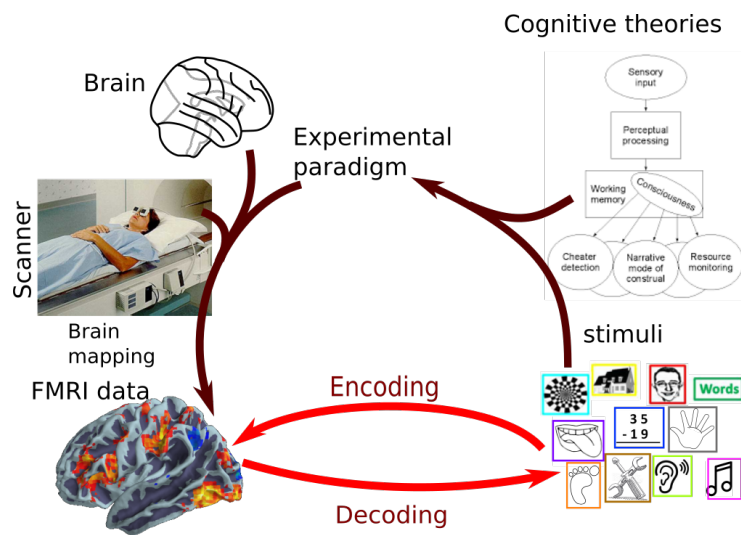 Cognitive theories
Brain
Sensory
input
Experimental
paradigm
Perceptual
processing
Working
memory
Consciousness
Scanner
Cheater
detection
Narrative
mode of
construal
Resource
monitoring
Brain
mapping
FMRI data
stimuli
Encoding
Words
35
-19
Decoding